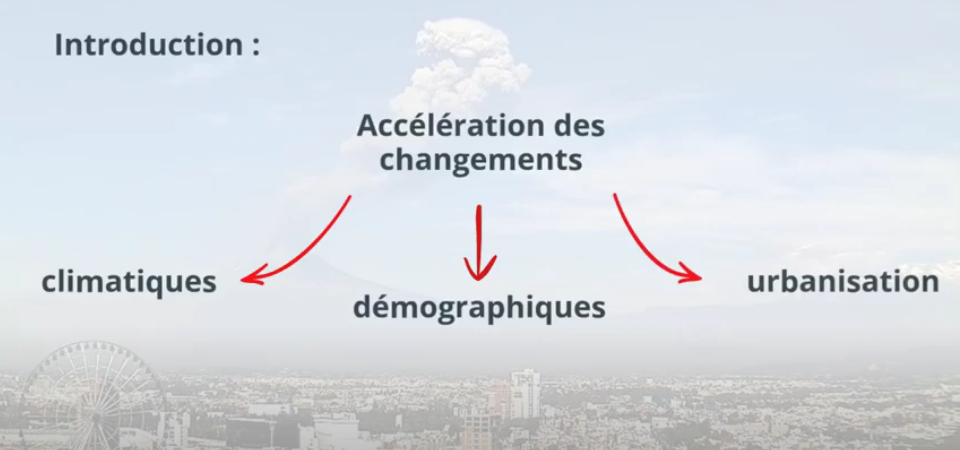 Introduction :
Accélération des
changements
climatiques
démographiques
urbanisation